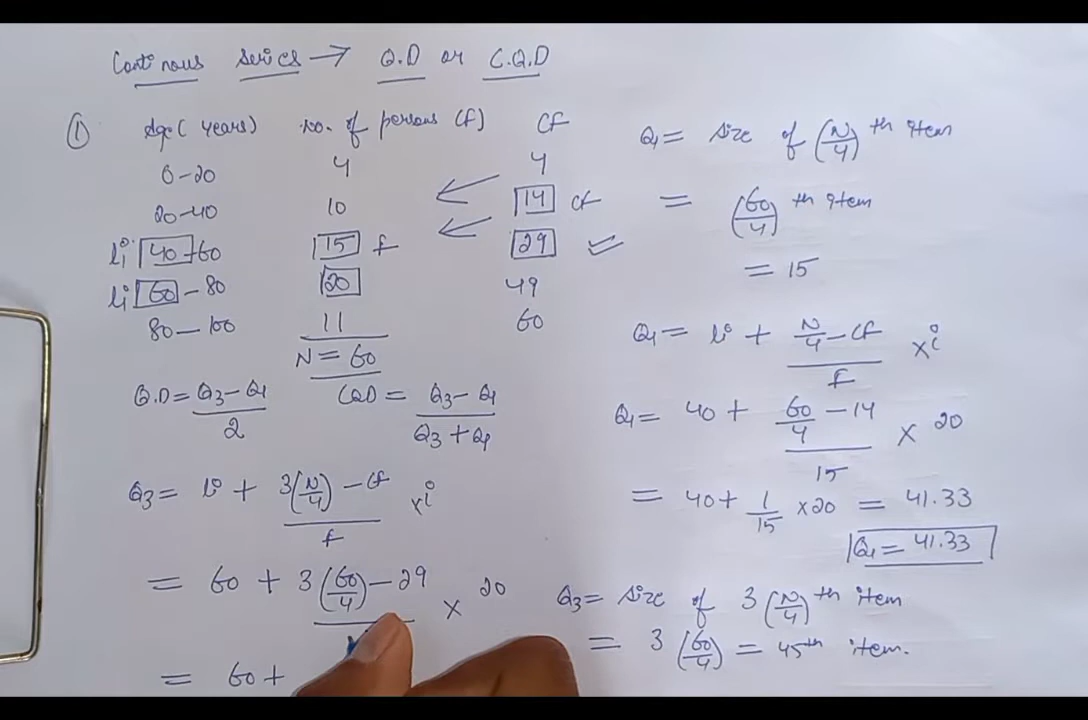 Continous series → Q.D or C.Q.D
① Age (years) No. of persons (f) CF
0-20 4 4
20-40 10 14 CF
li 40-60 15 f 29 ✓
li 60-80 20 49
80-100 11 60
N = 60
Q.D = Q3-Q1/2 CQD = Q3-Q1/Q3+Q1
Q3 = li + 3(N/4) - CF/f × i
= 60 + 3(60/4) - 29 × 20
= 60 +
Q1 = size of (N/4)th item
= (60/4)th item
= 15
Q1 = li + N/4 - CF/f × i
Q1 = 40 + 60/4 - 14/15 × 20
= 40 + 1/15 × 20 = 41.33
Q1 = 41.33
Q3 = size of 3(N/4)th item
= 3(60/4) = 45th item.